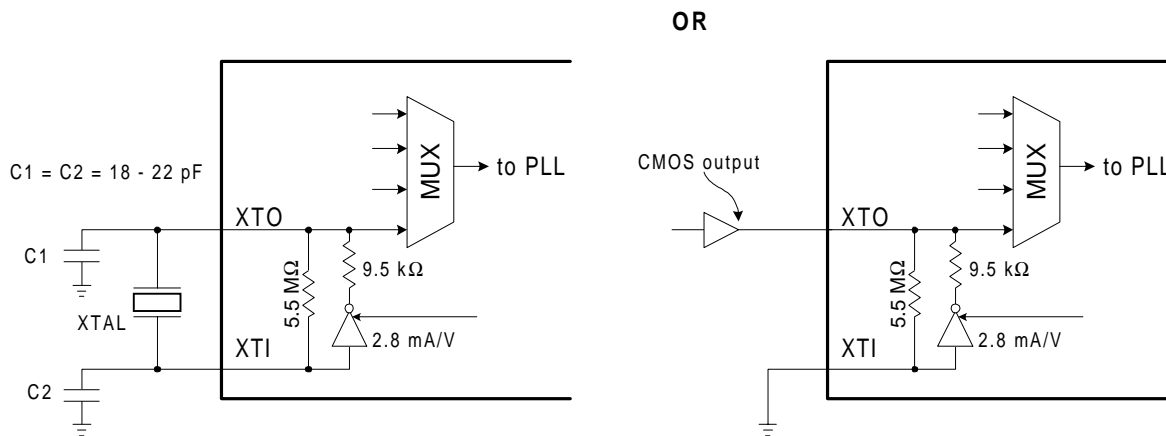 OR
C1 = C2 = 18 - 22 pF
C1
XTAL
C2
XTO
XTI
5.5 MΩ
9.5 kΩ
2.8 mA/V
MUX
to PLL
CMOS output
XTO
XTI
5.5 MΩ
9.5 kΩ
2.8 mA/V
MUX
to PLL